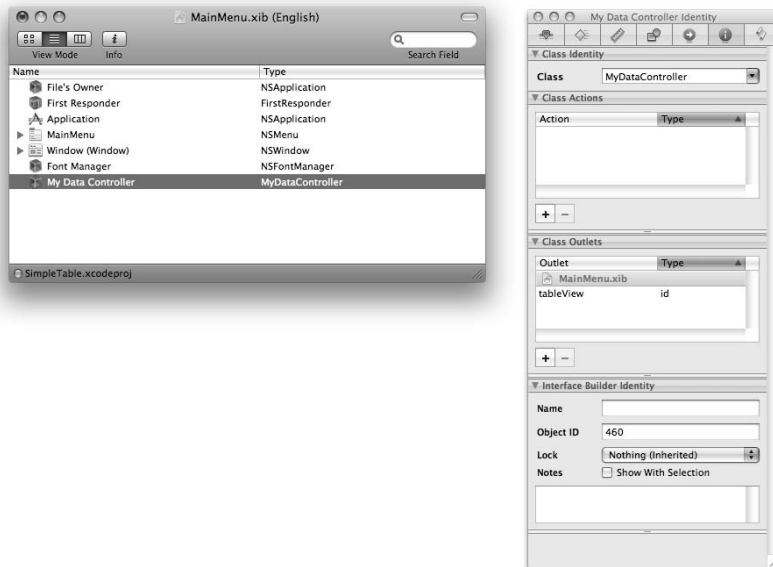 MainMenu.xib (English)
View Mode
Info
Search Field
Name Type
File's Owner NSApplication
First Responder FirstResponder
Application NSApplication
MainMenu NSMenu
Window (Window) NSWindow
Font Manager NSFontManager
My Data Controller MyDataController
SimpleTable.xcodeproj
My Data Controller Identity
Class Identity
Class MyDataController
Class Actions
Action Type
+ −
Class Outlets
Outlet Type
MainMenu.xib
tableView id
+ −
Interface Builder Identity
Name
Object ID 460
Lock Nothing (Inherited)
Notes Show With Selection